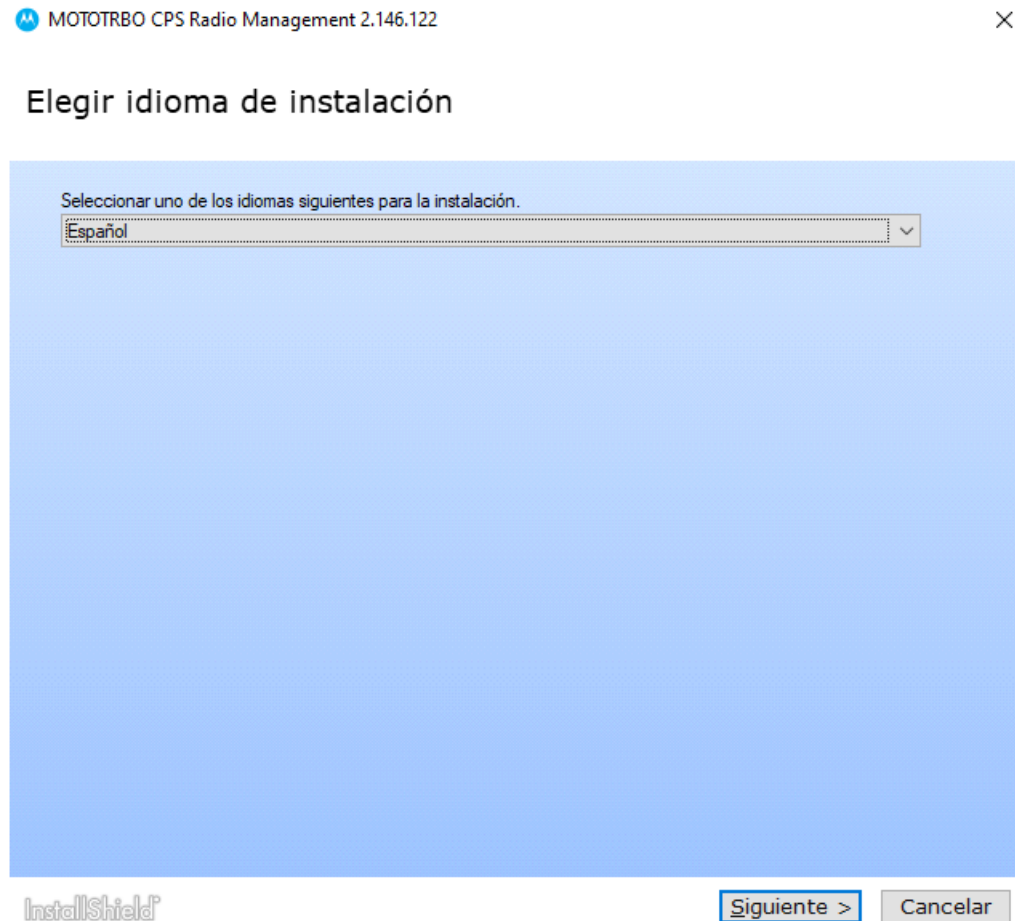 MOTOTRBO CPS Radio Management 2.146.122
Elegir idioma de instalación
Seleccionar uno de los idiomas siguientes para la instalación.
Español
InstallShield
Siguiente >
Cancelar